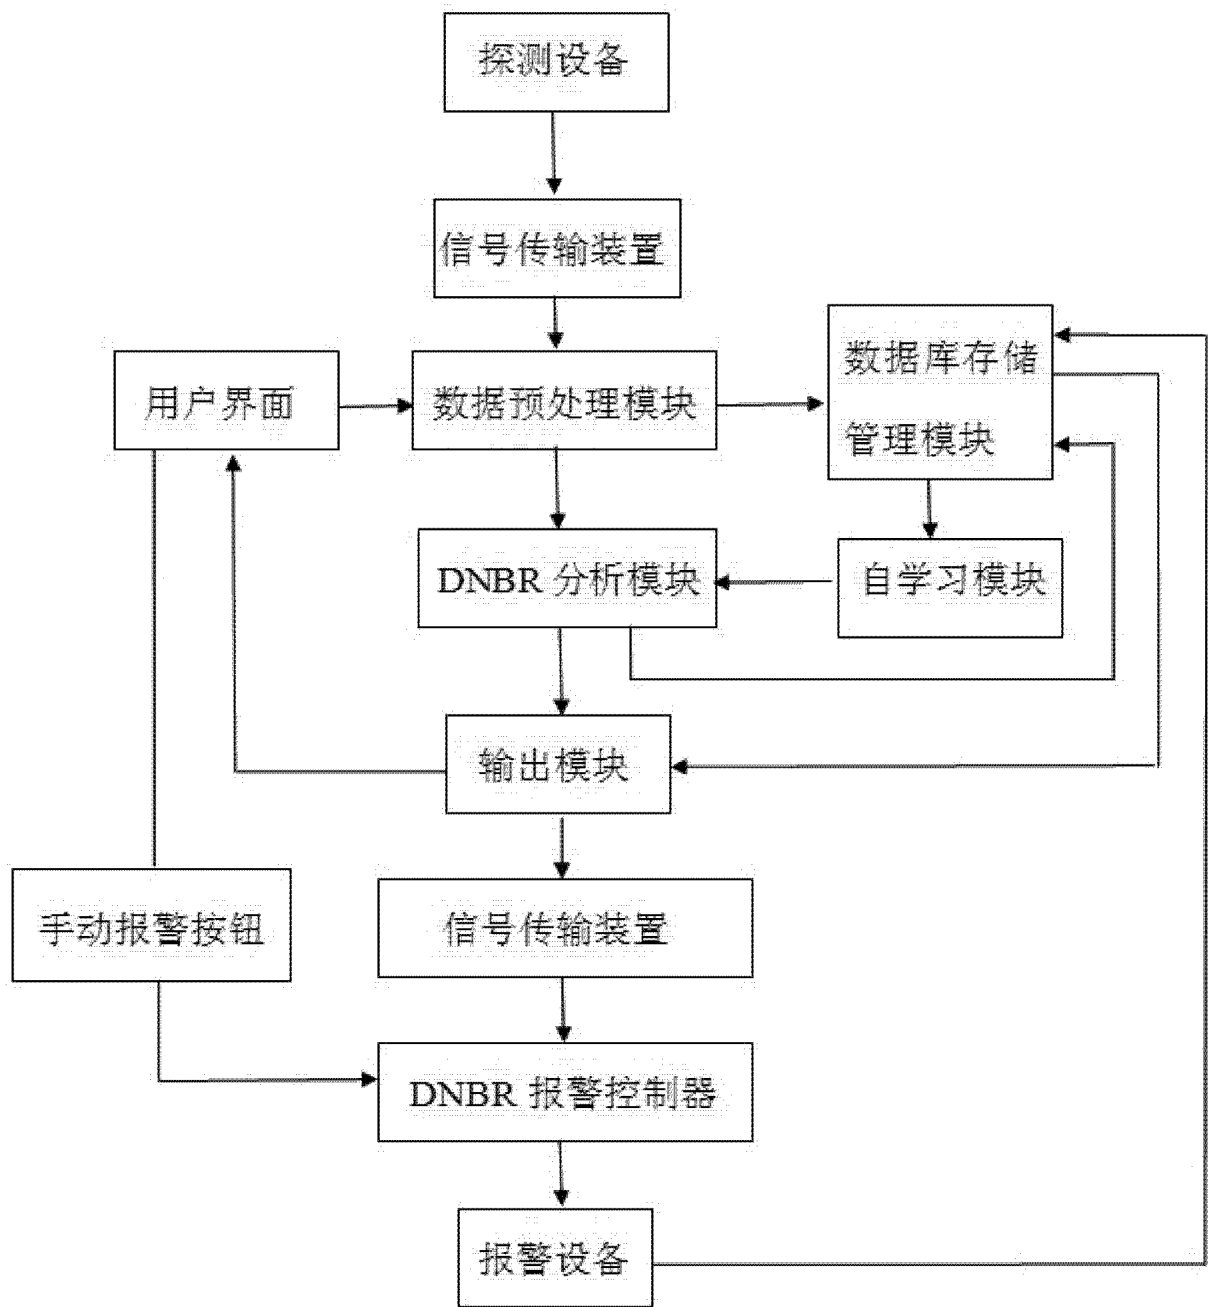 探测设备
信号传输装置
用户界面
数据预处理模块
数据库存储
管理模块
DNBR 分析模块
自学习模块
输出模块
手动报警按钮
信号传输装置
DNBR 报警控制器
报警设备